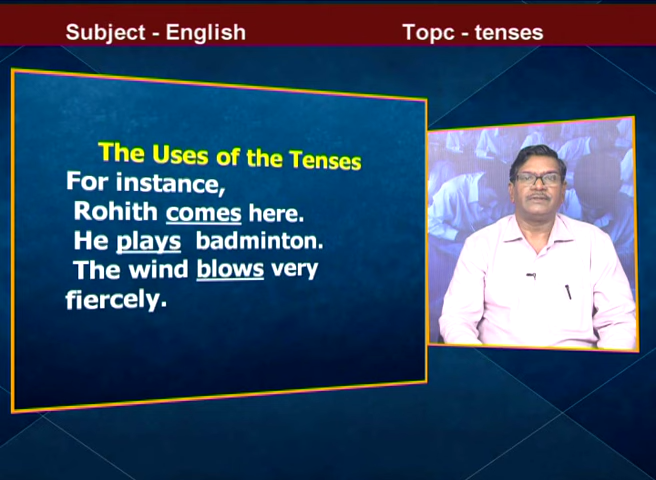 Subject - English
Topc - tenses
The Uses of the Tenses
For instance,
Rohith comes here.
He plays badminton.
The wind blows very
fiercely.